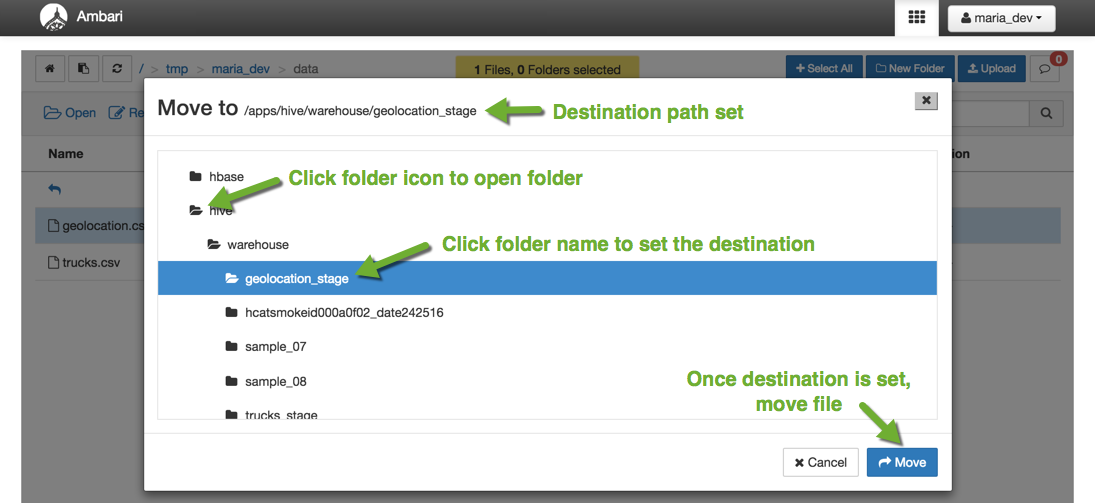 Ambari
maria_dev
/ > tmp > maria_dev > data
1 Files, 0 Folders selected
+ Select All
New Folder
Upload
0
Open
Re
Move to /apps/hive/warehouse/geolocation_stage
Destination path set
Name
ion
hbase
Click folder icon to open folder
hive
geolocation.cs
warehouse
Click folder name to set the destination
trucks.csv
geolocation_stage
hcatsmokeid000a0f02_date242516
sample_07
sample_08
Once destination is set,
move file
trucks_stage
Cancel
Move